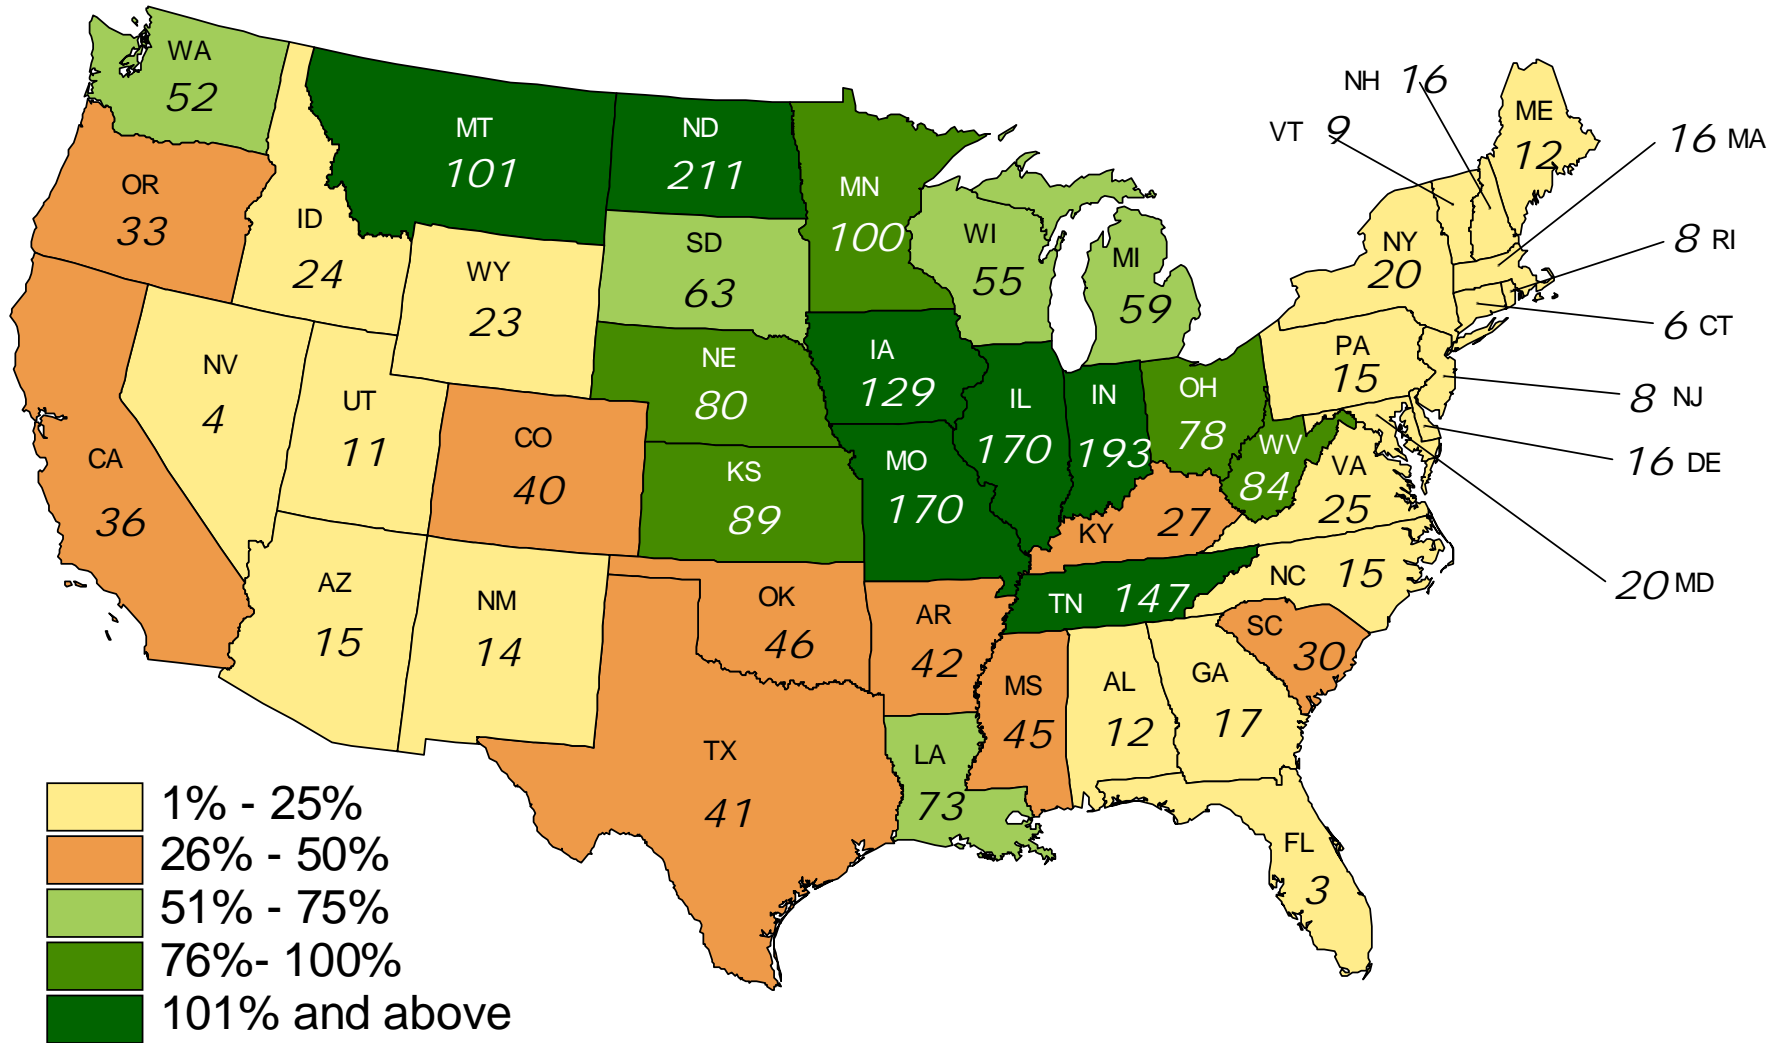 WA
52
OR
33
CA
36
ID
24
NV
4
UT
11
AZ
15
MT
101
WY
23
CO
40
NM
14
ND
211
SD
63
NE
80
KS
89
OK
46
TX
41
MN
100
IA
129
MO
170
AR
42
LA
73
WI
55
IL
170
MI
59
IN
193
OH
78
KY 27
TN 147
MS
45
AL
12
GA
17
FL
3
SC
30
NC 15
VA
25
WV
84
PA
15
NY
20
VT 9
NH 16
ME
12
16 MA
8 RI
6 CT
8 NJ
16 DE
20 MD
1% - 25%
26% - 50%
51% - 75%
76%- 100%
101% and above